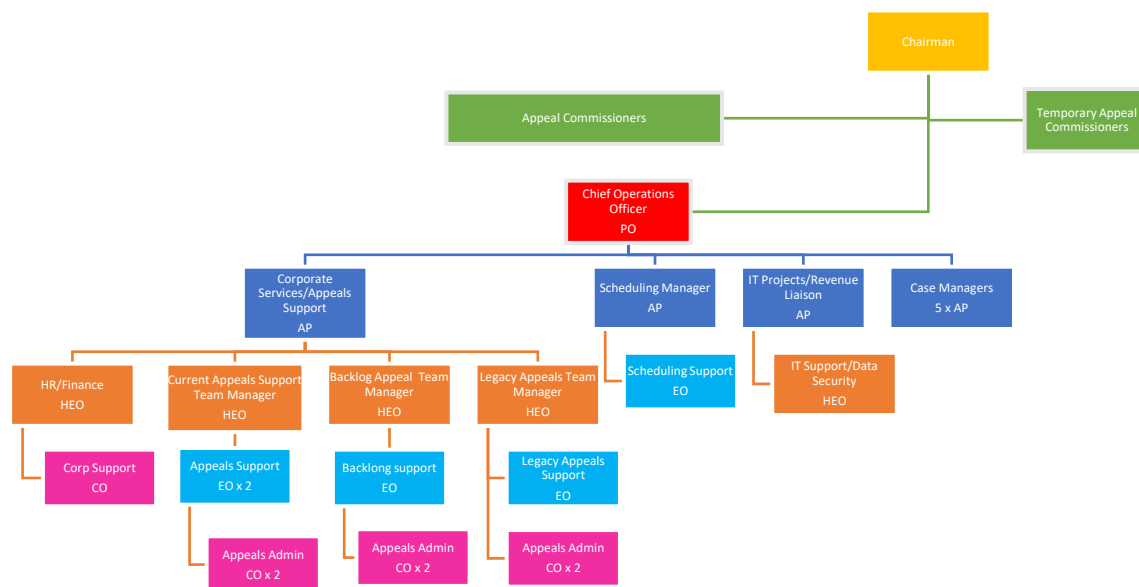 Chairman
Appeal Commissioners
Temporary Appeal
Commissioners
Chief Operations
Officer
PO
Corporate
Services/Appeals
Support
AP
Scheduling Manager
AP
IT Projects/Revenue
Liaison
AP
Case Managers
5 x AP
HR/Finance
HEO
Current Appeals Support
Team Manager
HEO
Backlog Appeal  Team
Manager
HEO
Legacy Appeals Team
Manager
HEO
Scheduling Support
EO
IT Support/Data
Security
HEO
Corp Support
CO
Appeals Support
EO x 2
Backlong support
EO
Legacy Appeals
Support
EO
Appeals Admin
CO x 2
Appeals Admin
CO x 2
Appeals Admin
CO x 2